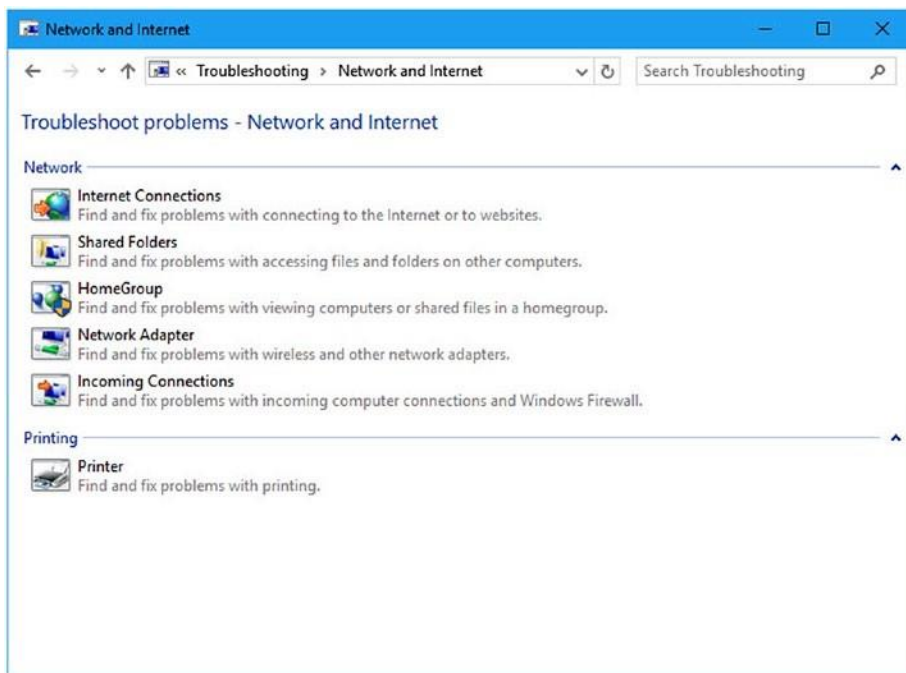 Network and Internet
« Troubleshooting > Network and Internet
Search Troubleshooting
Troubleshoot problems - Network and Internet
Network
Internet Connections
Find and fix problems with connecting to the Internet or to websites.
Shared Folders
Find and fix problems with accessing files and folders on other computers.
HomeGroup
Find and fix problems with viewing computers or shared files in a homegroup.
Network Adapter
Find and fix problems with wireless and other network adapters.
Incoming Connections
Find and fix problems with incoming computer connections and Windows Firewall.
Printing
Printer
Find and fix problems with printing.